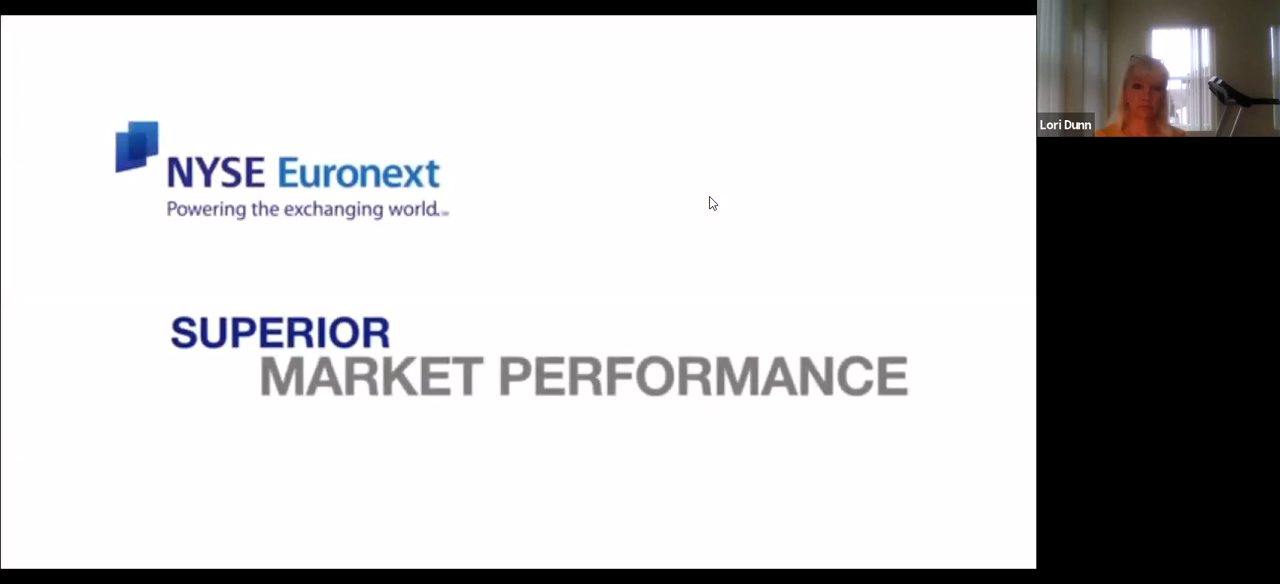 NYSE Euronext
Powering the exchanging world.
SUPERIOR
MARKET PERFORMANCE
Lori Dunn